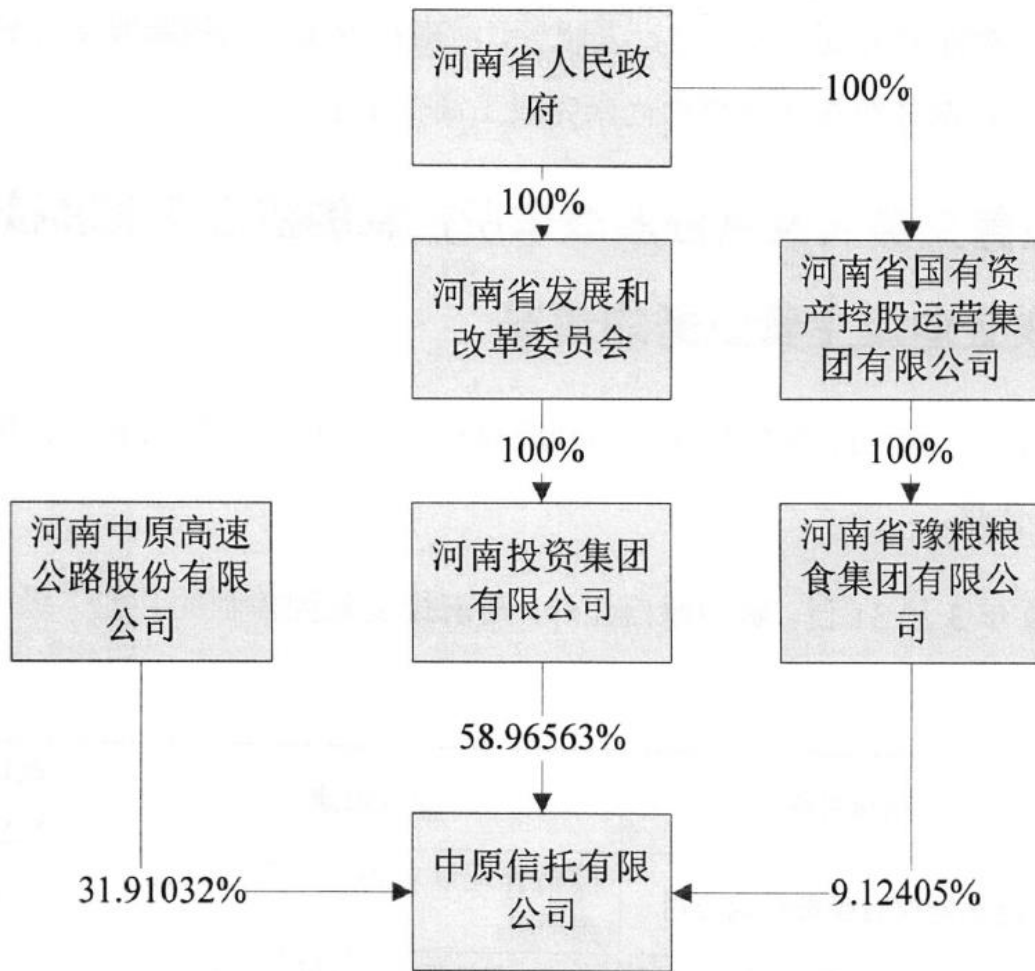 河南省人民政
府
100%
100%
河南省发展和
改革委员会
河南省国有资
产控股运营集
团有限公司
100%
100%
河南中原高速
公路股份有限
公司
河南投资集团
有限公司
河南省豫粮粮
食集团有限公
司
58.96563%
31.91032%
中原信托有限
公司
9.12405%